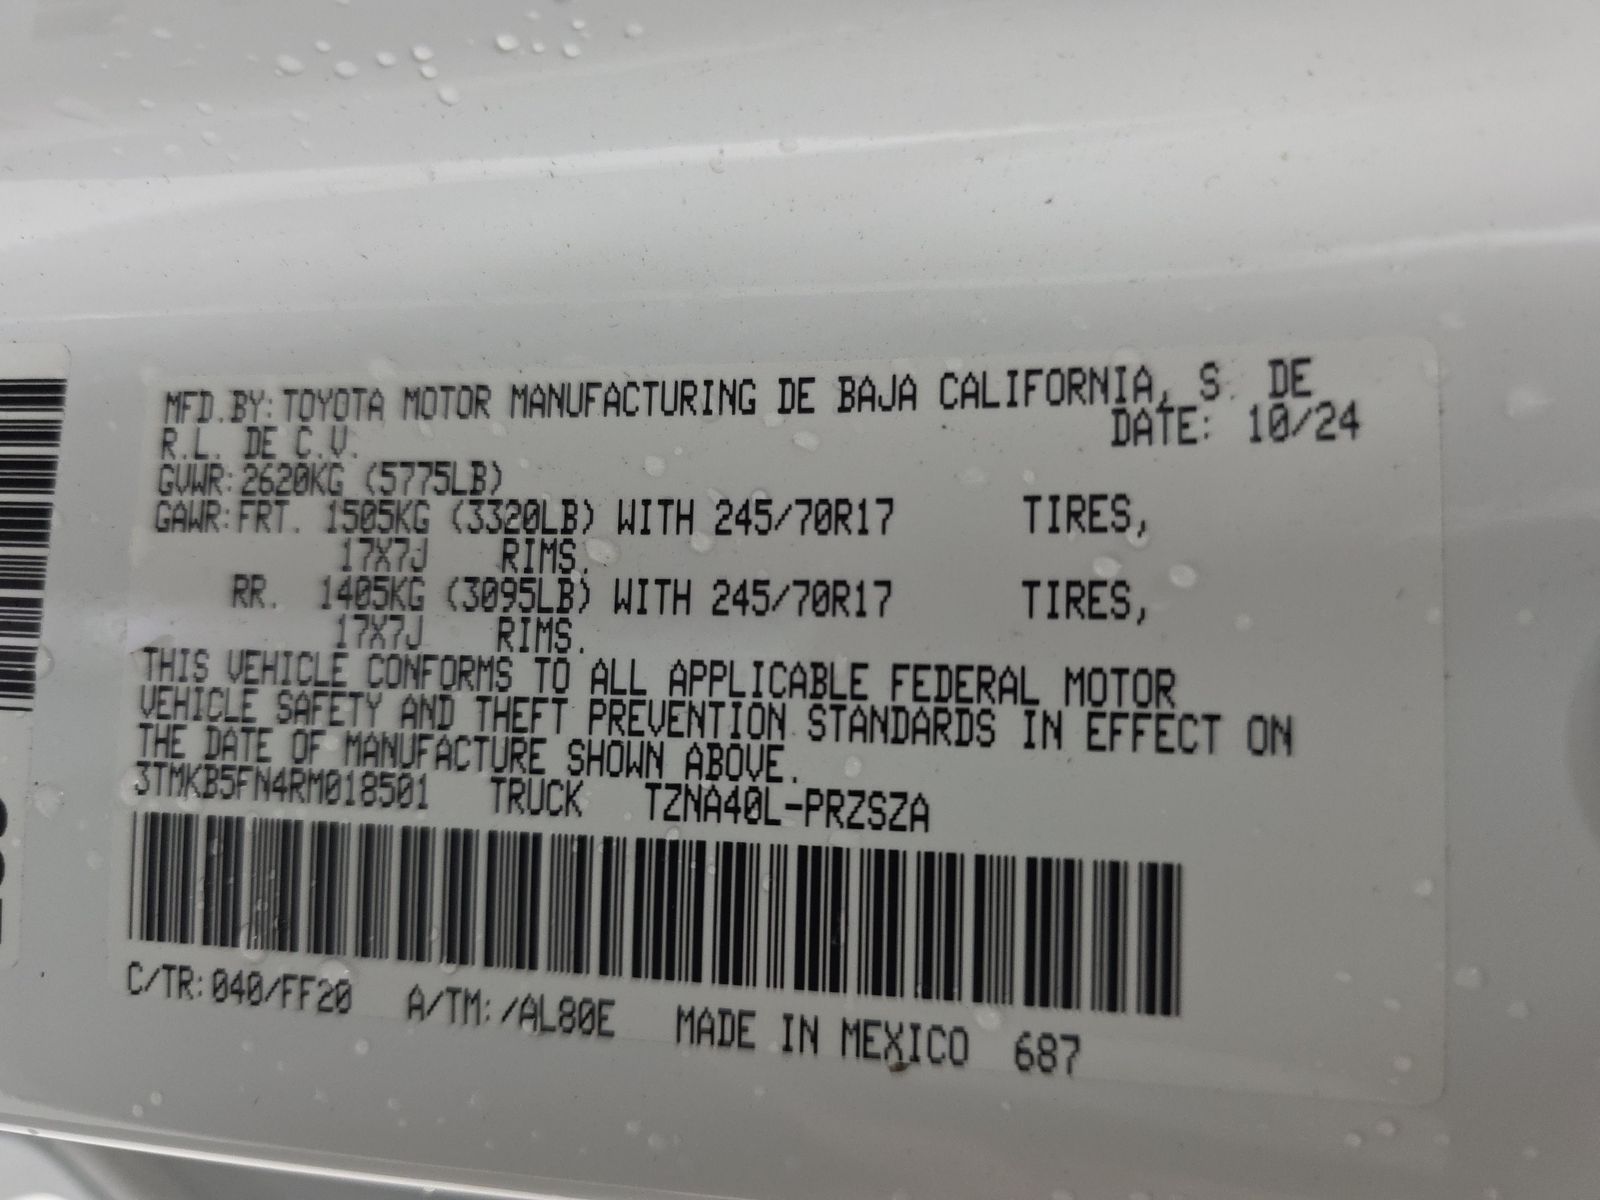 MFD.BY:TOYOTA MOTOR MANUFACTURING DE BAJA CALIFORNIA, S. DE
R.L. DE C.V. DATE: 10/24
GVWR:2620KG (5775LB)
GAWR:FRT. 1505KG (3320LB) WITH 245/70R17 TIRES,
17X7J RIMS.
RR. 1405KG (3095LB) WITH 245/70R17 TIRES,
17X7J RIMS.
THIS VEHICLE CONFORMS TO ALL APPLICABLE FEDERAL MOTOR
VEHICLE SAFETY AND THEFT PREVENTION STANDARDS IN EFFECT ON
THE DATE OF MANUFACTURE SHOWN ABOVE.
3TMKB5FN4RM018501 TRUCK TZNA40L-PRZSZA
C/TR:040/FF20 A/TM:/AL80E MADE IN MEXICO 687